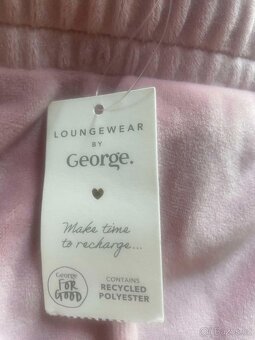 LOUNGEWEAR
BY
George.
Make time
to recharge...
George
FOR
GOOD
CONTAINS
RECYCLED
POLYESTER